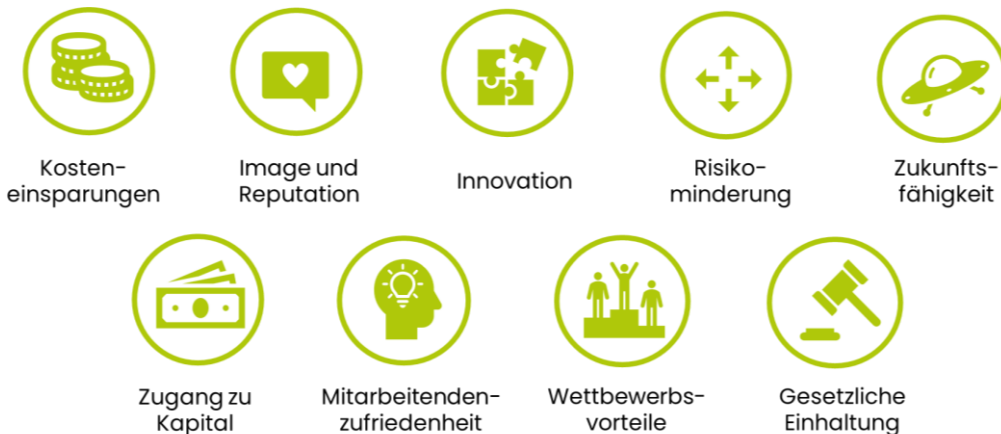 Kosten-
einsparungen
Image und
Reputation
Innovation
Risiko-
minderung
Zukunfts-
fähigkeit
Zugang zu
Kapital
Mitarbeitenden-
zufriedenheit
Wettbewerbs-
vorteile
Gesetzliche
Einhaltung